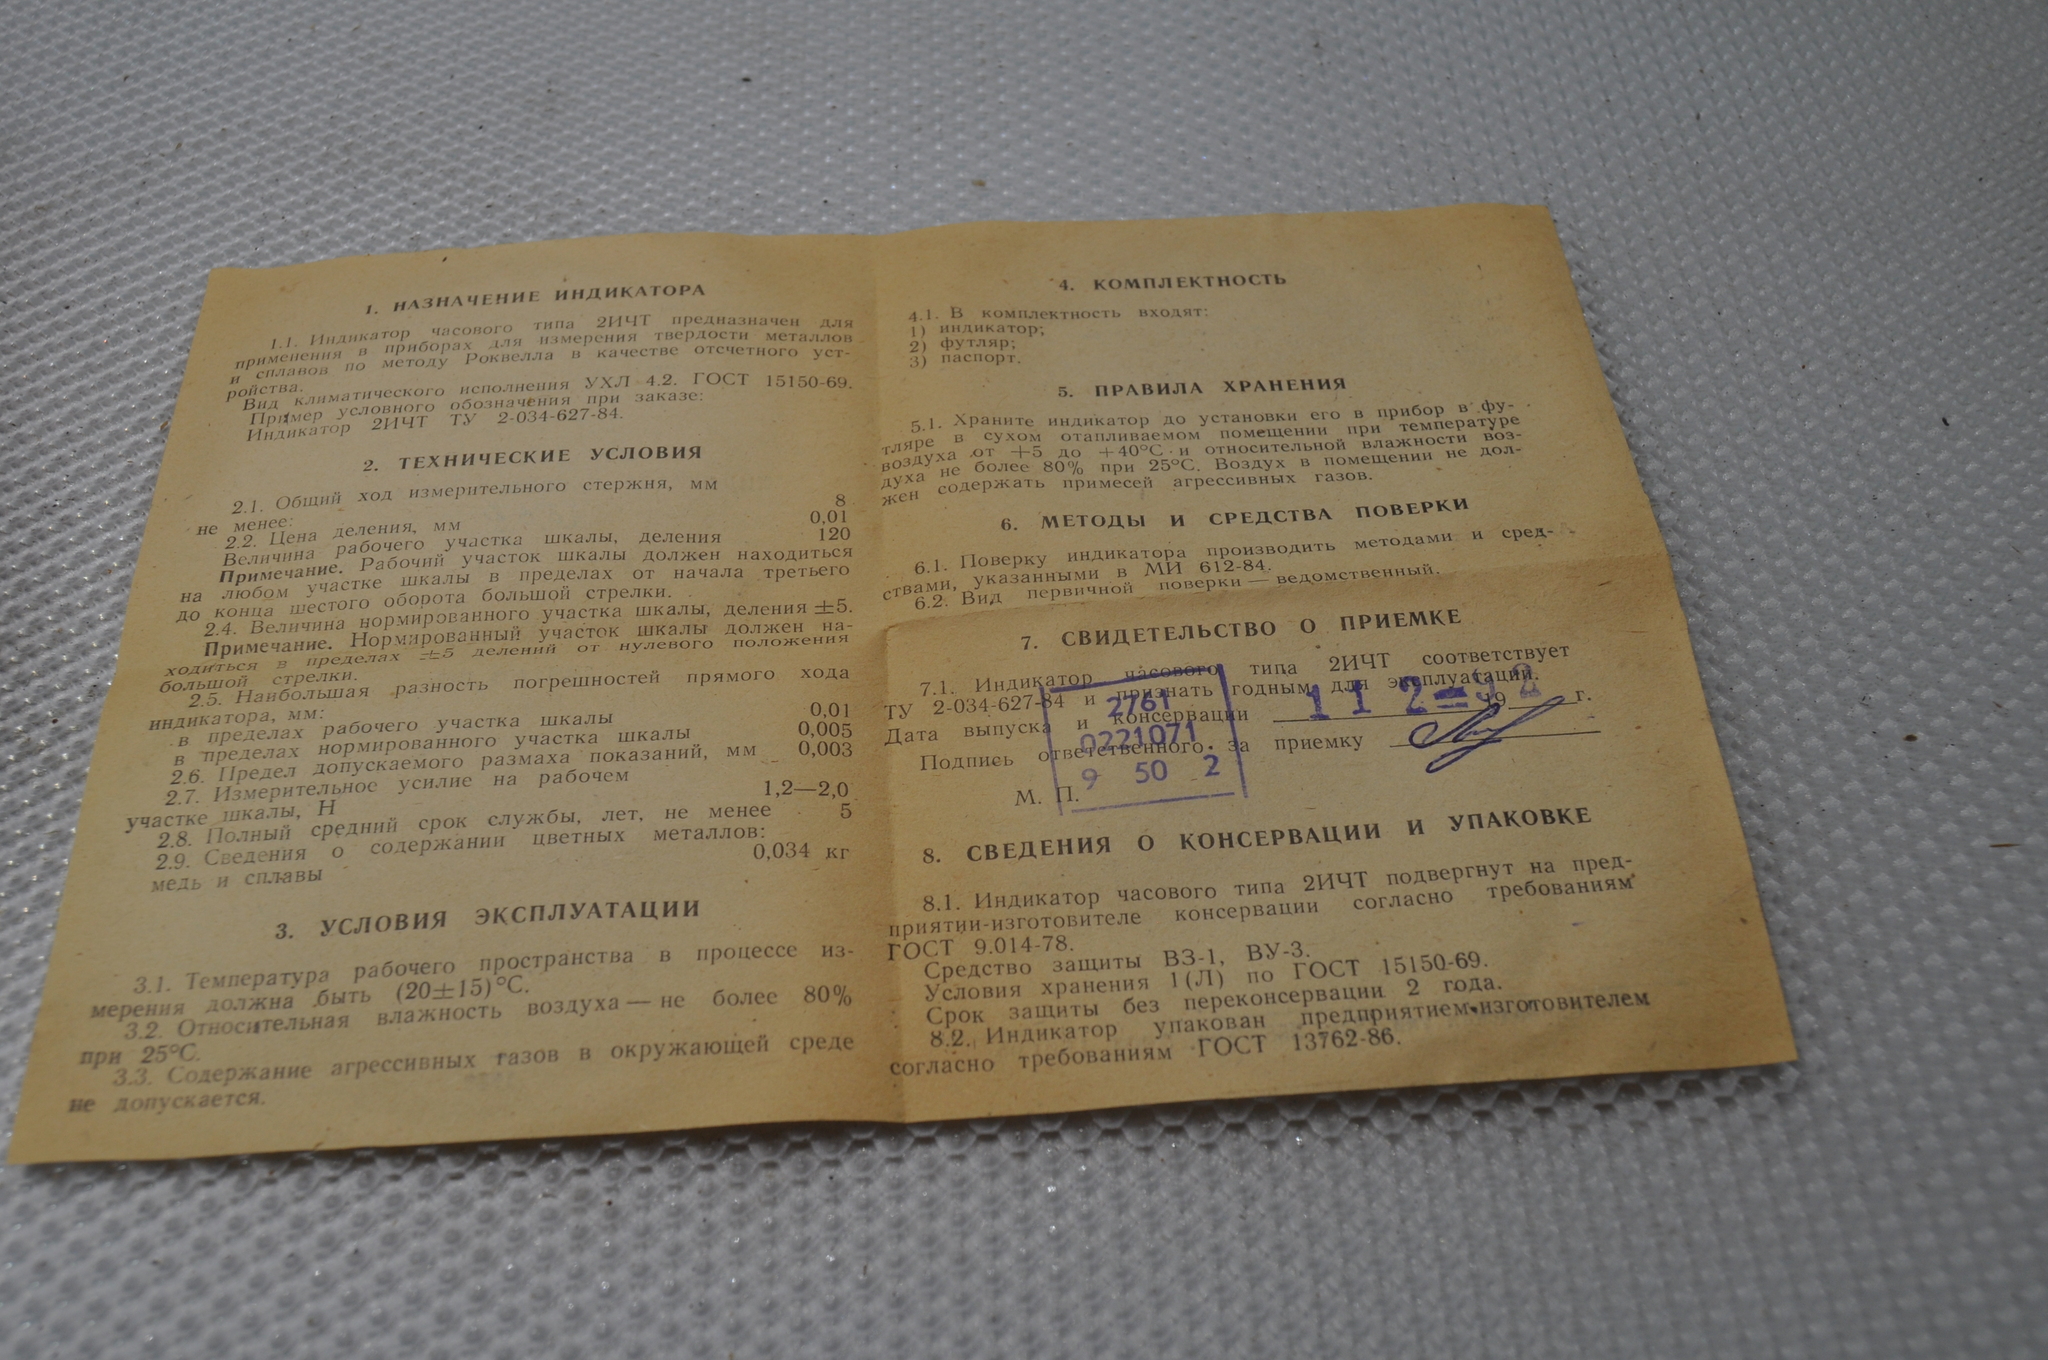 1. НАЗНАЧЕНИЕ ИНДИКАТОРА
1.1. Индикатор часового типа 2ИЧТ предназначен для
применения в приборах для измерения твердости металлов
и сплавов по методу Роквелла в качестве отсчетного уст-
ройства.
Вид климатического исполнения УХЛ 4.2. ГОСТ 15150-69.
Пример условного обозначения при заказе:
Индикатор 2ИЧТ ТУ 2-034-627-84.
2. ТЕХНИЧЕСКИЕ УСЛОВИЯ
2.1. Общий ход измерительного стержня, мм
не менее: 8
2.2. Цена деления, мм 0,01
Величина рабочего участка шкалы, деления 120
Примечание. Рабочий участок шкалы должен находиться
на любом участке шкалы в пределах от начала третьего
до конца шестого оборота большой стрелки.
2.4. Величина нормированного участка шкалы, деления ±5.
Примечание. Нормированный участок шкалы должен на-
ходиться в пределах ±5 делений от нулевого положения
большой стрелки.
2.5. Наибольшая разность погрешностей прямого хода
индикатора, мм:
в пределах рабочего участка шкалы 0,01
в пределах нормированного участка шкалы 0,005
2.6. Предел допускаемого размаха показаний, мм 0,003
2.7. Измерительное усилие на рабочем
участке шкалы, Н 1,2—2,0
2.8. Полный средний срок службы, лет, не менее 5
2.9. Сведения о содержании цветных металлов:
медь и сплавы 0,034 кг
3. УСЛОВИЯ ЭКСПЛУАТАЦИИ
3.1. Температура рабочего пространства в процессе из-
мерения должна быть (20±15)°С.
3.2. Относительная влажность воздуха — не более 80%
при 25°С.
3.3. Содержание агрессивных газов в окружающей среде
не допускается.
4. КОМПЛЕКТНОСТЬ
4.1. В комплектность входят:
1) индикатор;
2) футляр;
3) паспорт.
5. ПРАВИЛА ХРАНЕНИЯ
5.1. Храните индикатор до установки его в прибор в фу-
тляре в сухом отапливаемом помещении при температуре
воздуха от +5 до +40°С и относительной влажности воз-
духа не более 80% при 25°С. Воздух в помещении не дол-
жен содержать примесей агрессивных газов.
6. МЕТОДЫ И СРЕДСТВА ПОВЕРКИ
6.1. Поверку индикатора производить методами и сред-
ствами, указанными в МИ 612-84.
6.2. Вид первичной поверки — ведомственный.
7. СВИДЕТЕЛЬСТВО О ПРИЕМКЕ
7.1. Индикатор часового типа 2ИЧТ соответствует
ТУ 2-034-627-84 и признать годным для эксплуатации.
Дата выпуска и консервации 11 2 92 19 г.
Подпись ответственного за приемку
М. П.
2761
0221071
9 50 2
8. СВЕДЕНИЯ О КОНСЕРВАЦИИ И УПАКОВКЕ
8.1. Индикатор часового типа 2ИЧТ подвергнут на пред-
приятии-изготовителе консервации согласно требованиям
ГОСТ 9.014-78.
Средство защиты ВЗ-1, ВУ-3.
Условия хранения 1(Л) по ГОСТ 15150-69.
Срок защиты без переконсервации 2 года.
8.2. Индикатор упакован предприятием-изготовителем
согласно требованиям ГОСТ 13762-86.